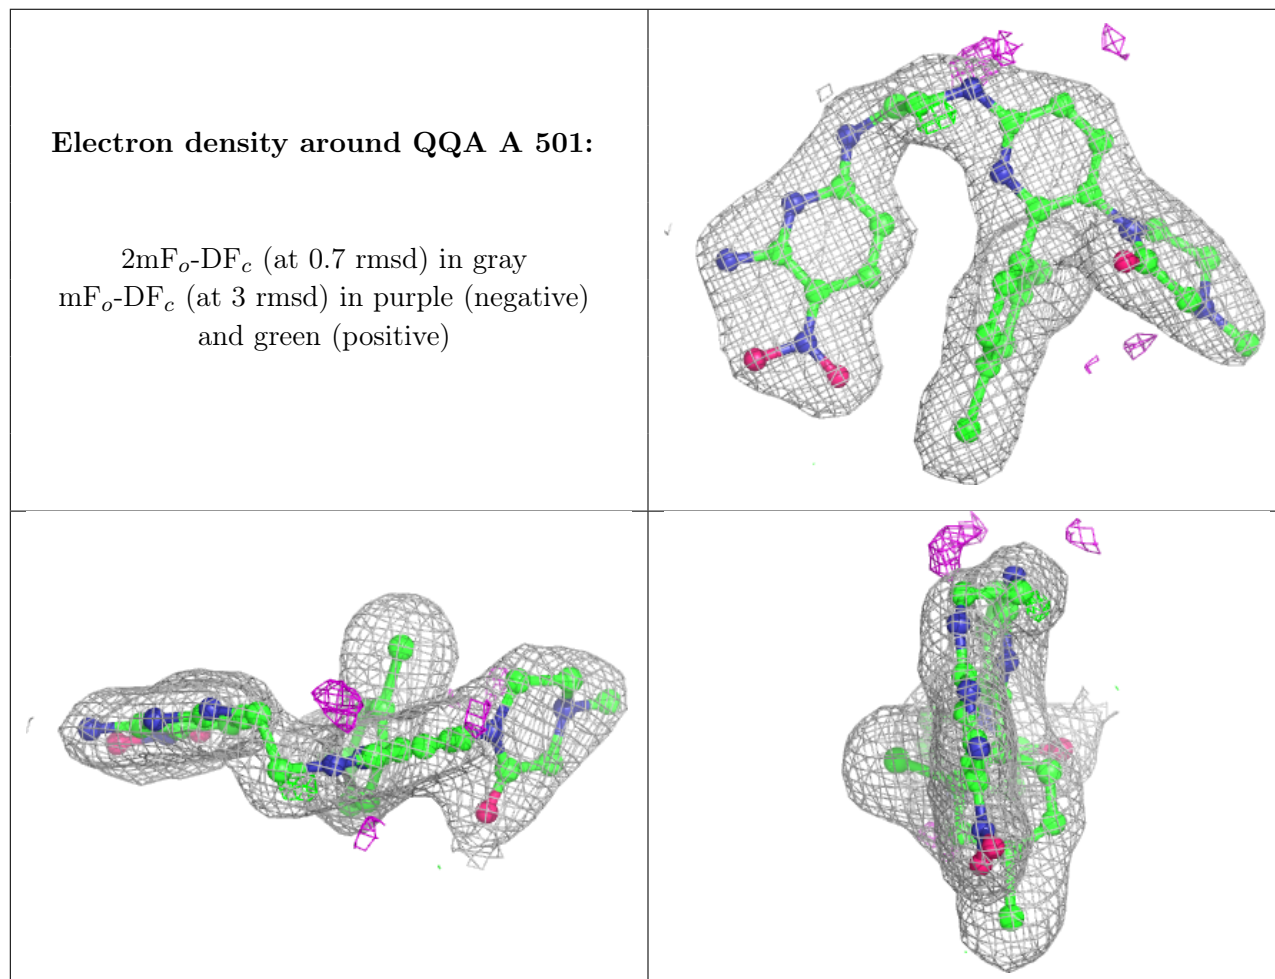 Electron density around QQA A 501:
2mFo-DFc (at 0.7 rmsd) in gray
mFo-DFc (at 3 rmsd) in purple (negative)
and green (positive)